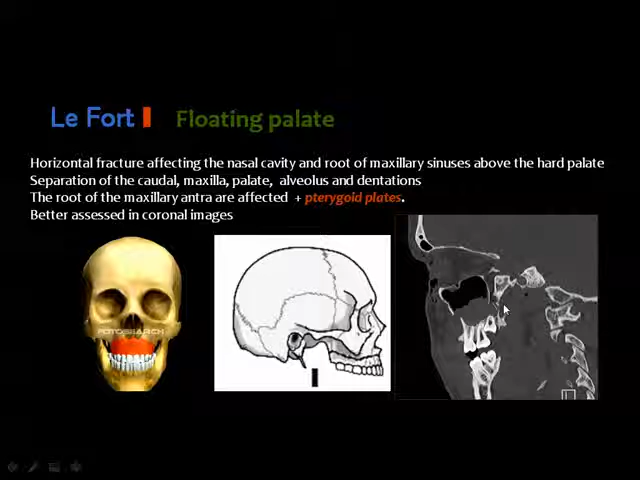 Le Fort I Floating palate
Horizontal fracture affecting the nasal cavity and root of maxillary sinuses above the hard palate
Separation of the caudal, maxilla, palate, alveolus and dentations
The root of the maxillary antra are affected + pterygoid plates.
Better assessed in coronal images
FOTOSEARCH
I